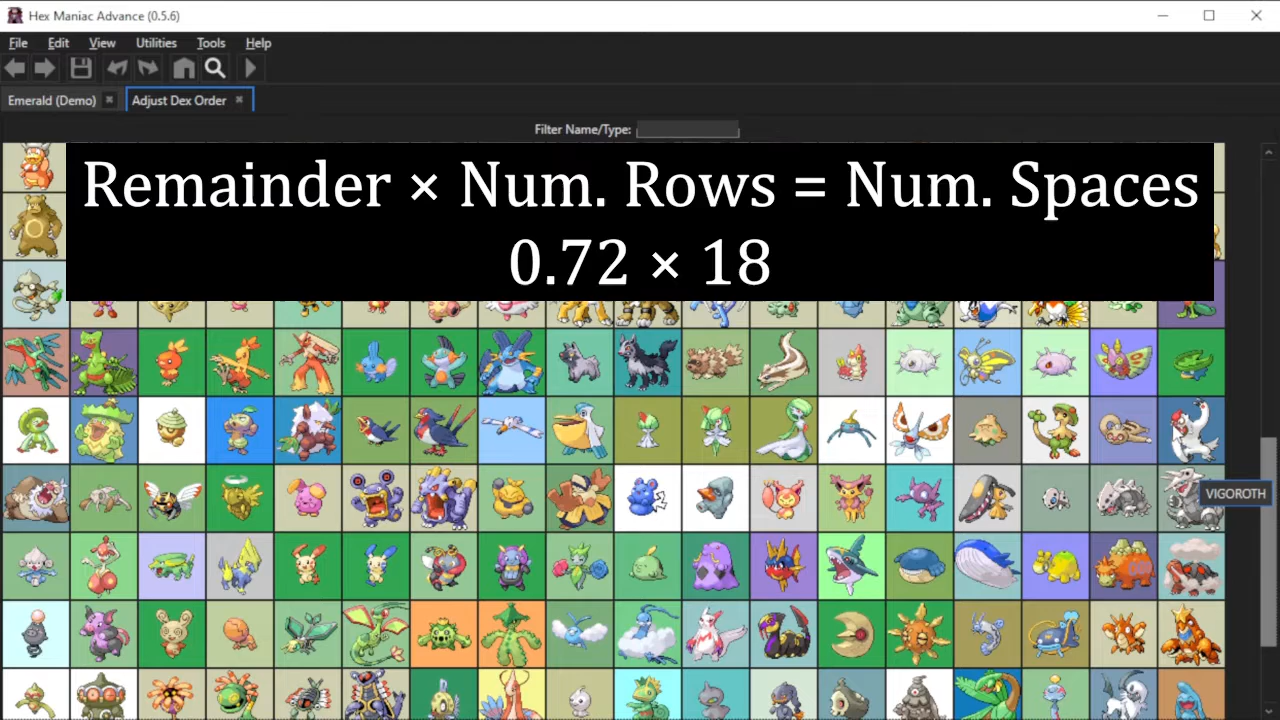 Hex Maniac Advance (0.5.6)
File Edit View Utilities Tools Help
Emerald (Demo) Adjust Dex Order
Filter Name/Type:
Remainder × Num. Rows = Num. Spaces
0.72 × 18
VIGOROTH